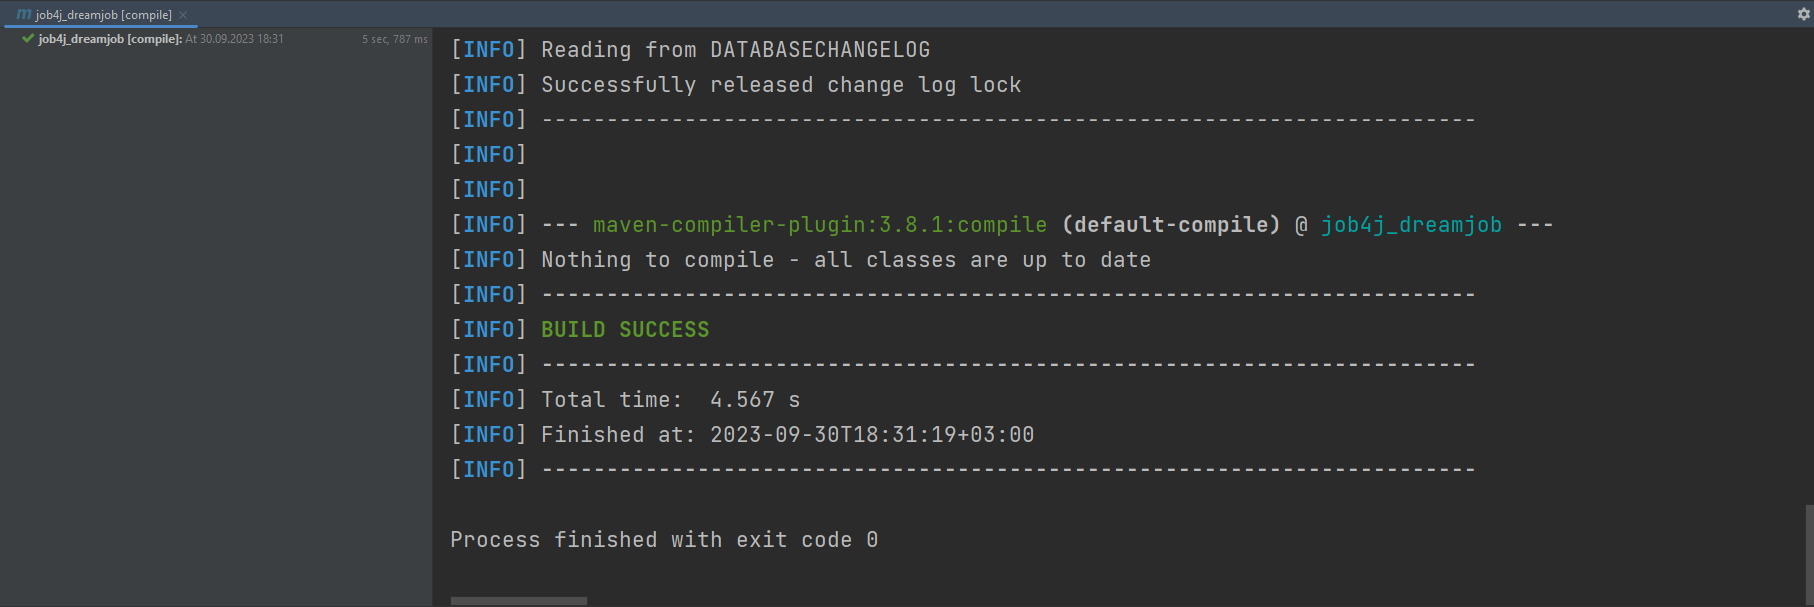 m job4j_dreamjob [compile] ×
job4j_dreamjob [compile]: At 30.09.2023 18:31 5 sec, 787 ms
[INFO] Reading from DATABASECHANGELOG
[INFO] Successfully released change log lock
[INFO] ------------------------------------------------------------------------
[INFO]
[INFO]
[INFO] --- maven-compiler-plugin:3.8.1:compile (default-compile) @ job4j_dreamjob ---
[INFO] Nothing to compile - all classes are up to date
[INFO] ------------------------------------------------------------------------
[INFO] BUILD SUCCESS
[INFO] ------------------------------------------------------------------------
[INFO] Total time:  4.567 s
[INFO] Finished at: 2023-09-30T18:31:19+03:00
[INFO] ------------------------------------------------------------------------
Process finished with exit code 0